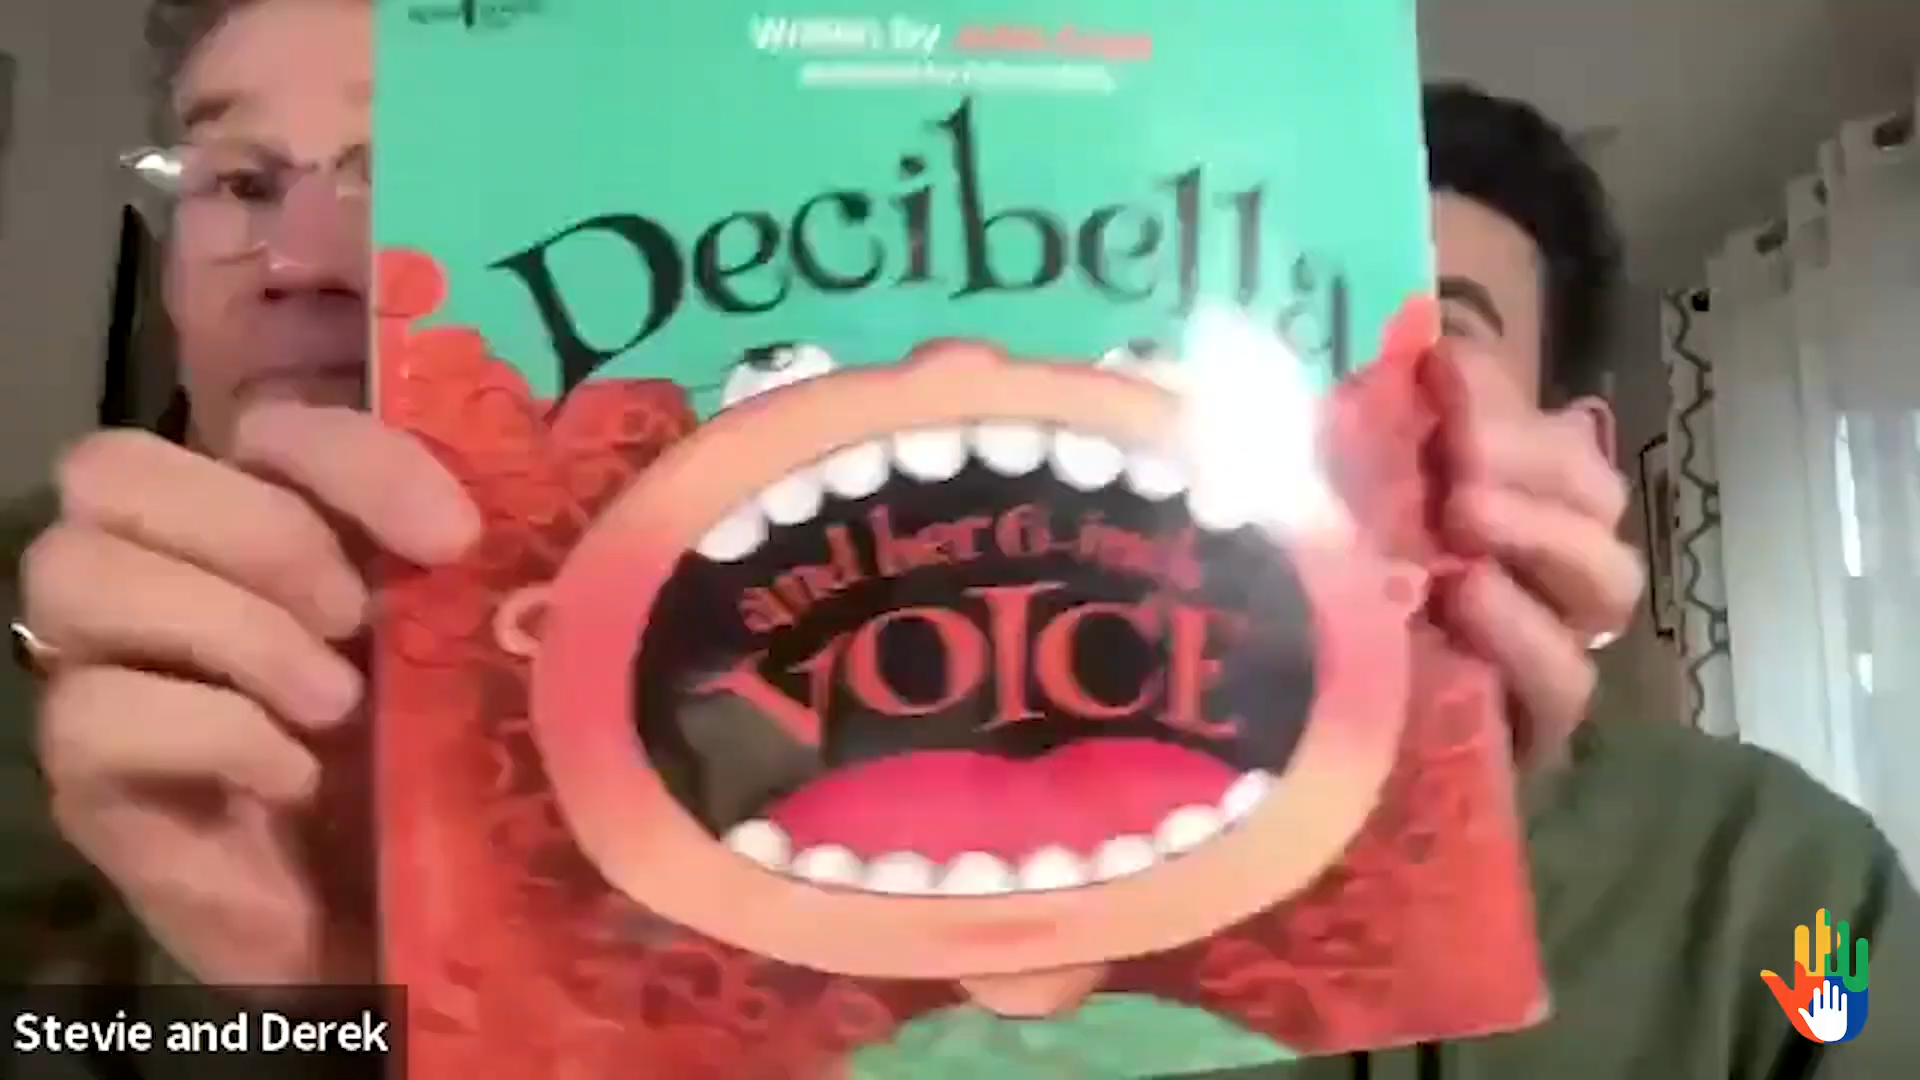 Written by
Decibella
and her 6-inch
VOICE
Stevie and Derek